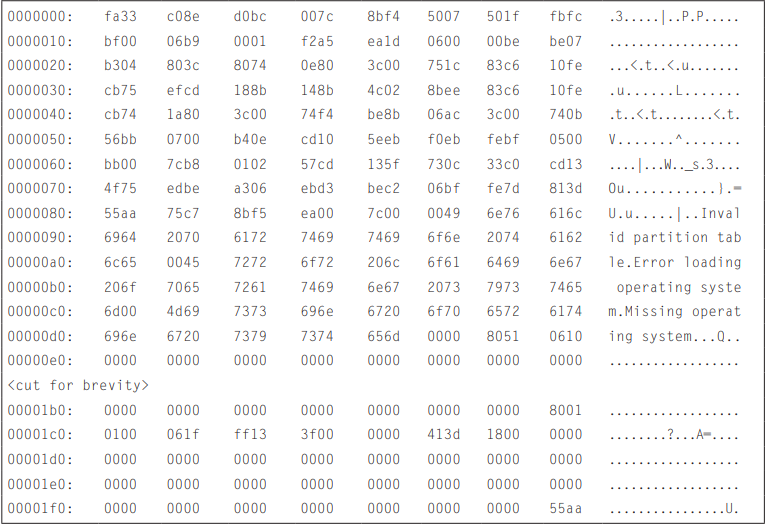 0000000: fa33 c08e d0bc 007c 8bf4 5007 501f fbfc .3.....|..P.P...
0000010: bf00 06b9 0001 f2a5 ea1d 0600 00be be07 ................
0000020: b304 803c 8074 0e80 3c00 751c 83c6 10fe ...<.t..<.u.....
0000030: cb75 efcd 188b 148b 4c02 8bee 83c6 10fe .u......L.......
0000040: cb74 1a80 3c00 74f4 be8b 06ac 3c00 740b .t..<.t.......<.t.
0000050: 56bb 0700 b40e cd10 5eeb f0eb febf 0500 V.......^.......
0000060: bb00 7cb8 0102 57cd 135f 730c 33c0 cd13 ....|...W.._s.3....
0000070: 4f75 edbe a306 ebd3 bec2 06bf fe7d 813d Ou...........}.=
0000080: 55aa 75c7 8bf5 ea00 7c00 0049 6e76 616c U.u.....|..Inval
0000090: 6964 2070 6172 7469 7469 6f6e 2074 6162 id partition tab
00000a0: 6c65 0045 7272 6f72 206c 6f61 6469 6e67 le.Error loading
00000b0: 206f 7065 7261 7469 6e67 2073 7973 7465 operating syste
00000c0: 6d00 4d69 7373 696e 6720 6f70 6572 6174 m.Missing operat
00000d0: 696e 6720 7379 7374 656d 0000 8051 0610 ing system...Q..
00000e0: 0000 0000 0000 0000 0000 0000 0000 0000 ................
<cut for brevity>
00001b0: 0000 0000 0000 0000 0000 0000 0000 8001 ................
00001c0: 0100 061f ff13 3f00 0000 413d 1800 0000 ........?...A=....
00001d0: 0000 0000 0000 0000 0000 0000 0000 0000 ................
00001e0: 0000 0000 0000 0000 0000 0000 0000 0000 ................
00001f0: 0000 0000 0000 0000 0000 0000 0000 55aa ................U.